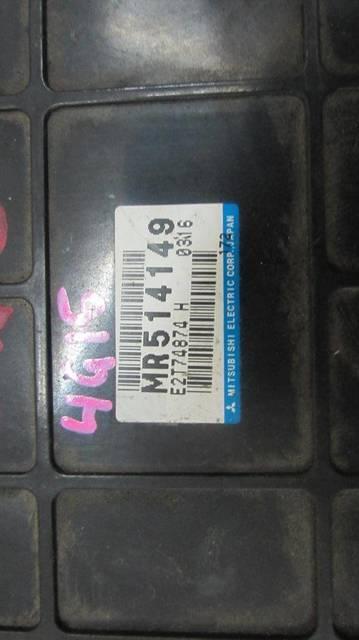 4G15
MR514149
0316
E2T74874 H
MITSUBISHI ELECTRIC CORP. JAPAN